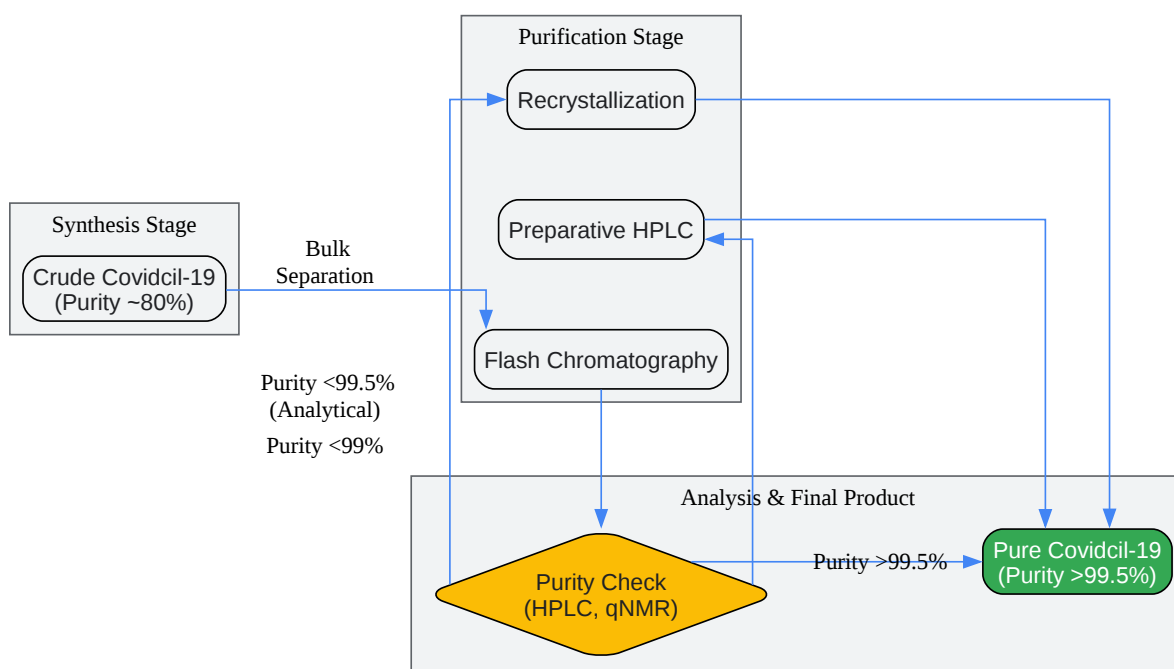 Purification Stage
Recrystallization
Preparative HPLC
Flash Chromatography
Synthesis Stage
Crude Covidcil-19
(Purity ~80%)
Bulk
Separation
Purity <99.5%
(Analytical)
Purity <99%
Analysis & Final Product
Purity Check
(HPLC, qNMR)
Purity >99.5%
Pure Covidcil-19
(Purity >99.5%)